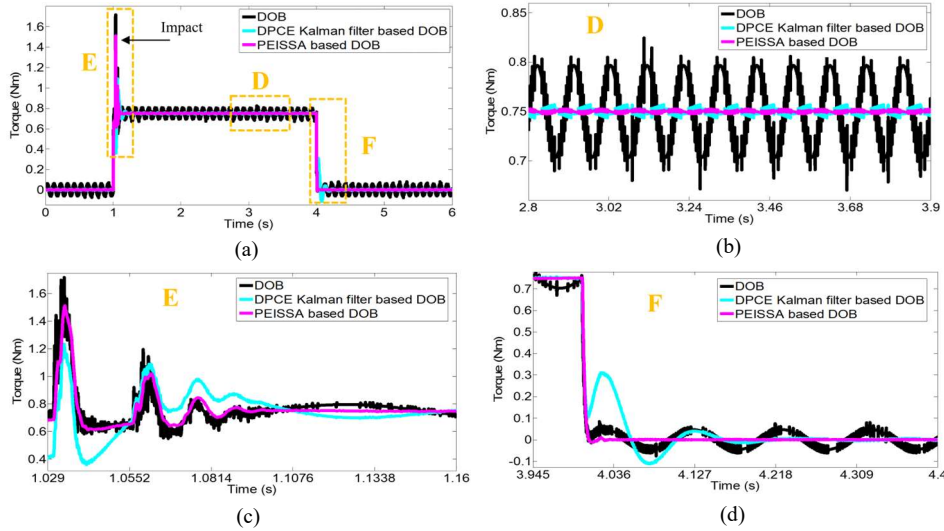 DOB
DPCE Kalman filter based DOB
PEISSA based DOB
Impact
E
D
F
Torque (Nm)
1.6
1.4
1.2
1
0.8
0.6
0.4
0.2
0
0 1 2 3 4 5 6
Time (s)
(a)
DOB
DPCE Kalman filter based DOB
PEISSA based DOB
D
Torque (Nm)
0.85
0.8
0.75
0.7
2.8 3.02 3.24 3.46 3.68 3.9
Time (s)
(b)
DOB
DPCE Kalman filter based DOB
PEISSA based DOB
E
Torque (Nm)
1.6
1.4
1.2
1
0.8
0.6
0.4
1.029 1.0552 1.0814 1.1076 1.1338 1.16
Time (s)
(c)
DOB
DPCE Kalman filter based DOB
PEISSA based DOB
F
Torque (Nm)
0.7
0.5
0.4
0.3
0.2
0.1
0
-0.1
3.945 4.036 4.127 4.218 4.309 4.4
Time (s)
(d)